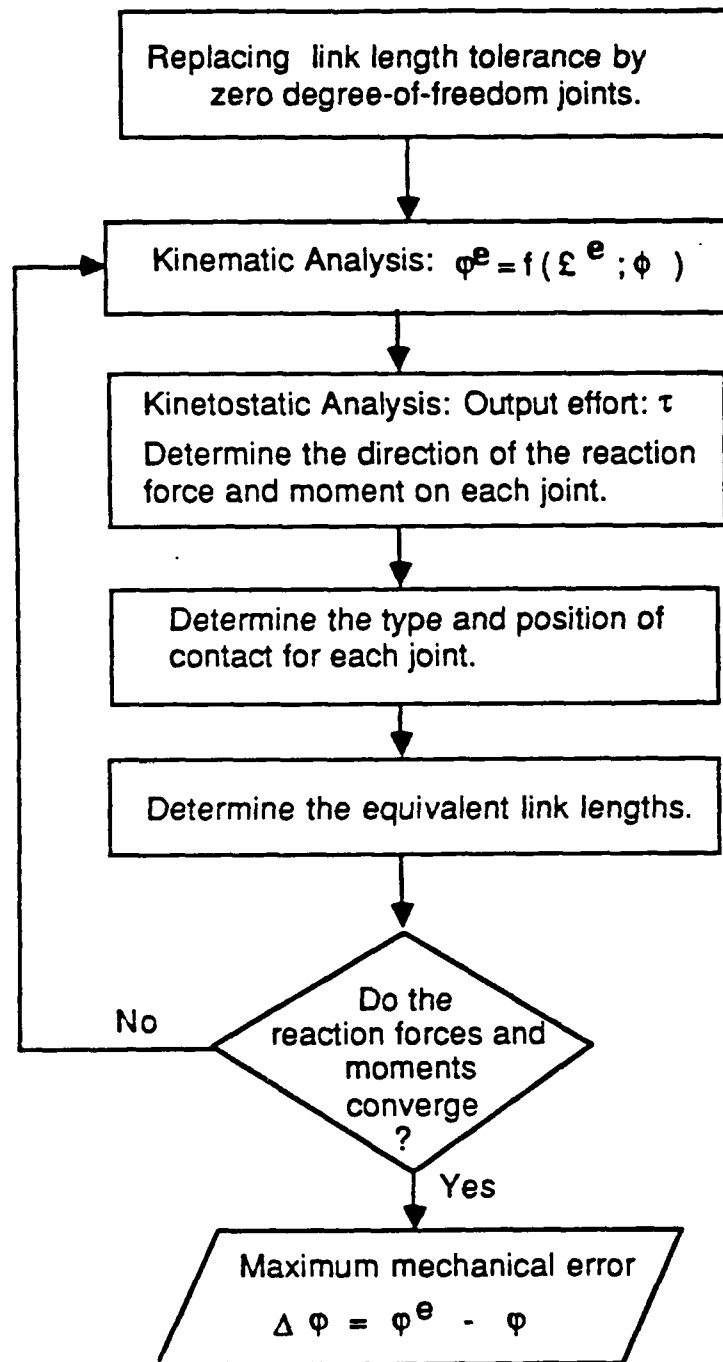 Replacing link length tolerance by
zero degree-of-freedom joints.
Kinematic Analysis: φᵉ = f ( £ ᵉ ; ϕ )
Kinetostatic Analysis: Output effort: τ
Determine the direction of the reaction
force and moment on each joint.
Determine the type and position of
contact for each joint.
Determine the equivalent link lengths.
Do the
reaction forces and
moments
converge
?
No
Yes
Maximum mechanical error
Δ φ = φᵉ - φ